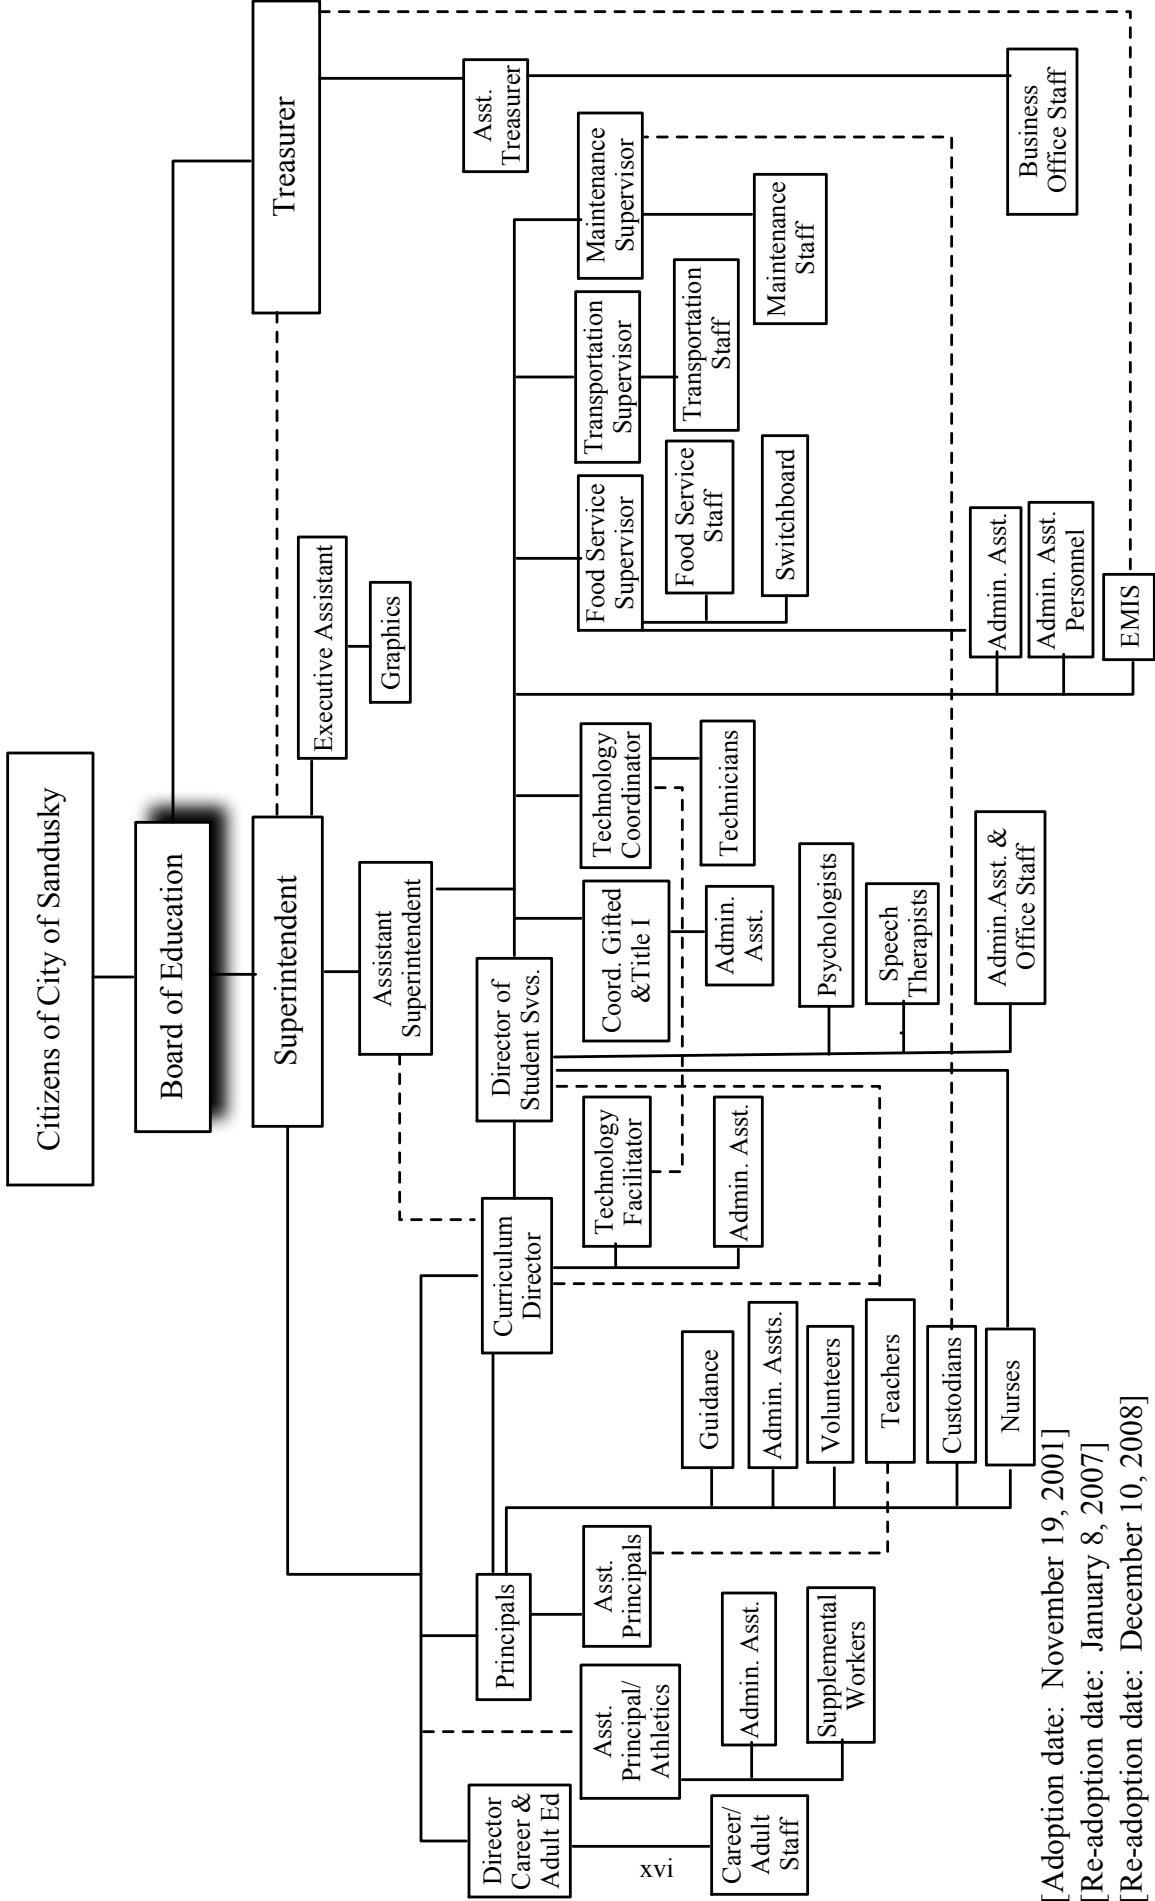 Citizens of City of Sandusky
Board of Education
Treasurer
Superintendent
Executive Assistant
Graphics
Assistant
Superintendent
Asst.
Treasurer
Director
Career &
Adult Ed
Principals
Curriculum
Director
Director of
Student Svcs.
Asst.
Principal/
Athletics
Asst.
Principals
Technology
Facilitator
Coord. Gifted
&Title I
Technology
Coordinator
Food Service
Supervisor
Transportation
Supervisor
Maintenance
Supervisor
Career/
Adult
Staff
Admin. Asst.
Supplemental
Workers
Guidance
Admin. Assts.
Volunteers
Teachers
Custodians
Nurses
Admin. Asst.
Admin.
Asst.
Technicians
Psychologists
Speech
Therapists
Admin.Asst. &
Office Staff
Food Service
Staff
Switchboard
Transportation
Staff
Maintenance
Staff
Admin. Asst.
Admin. Asst.
Personnel
EMIS
Business
Office Staff
[Adoption date: November 19, 2001]
[Re-adoption date: January 8, 2007]
[Re-adoption date: December 10, 2008]
xvi